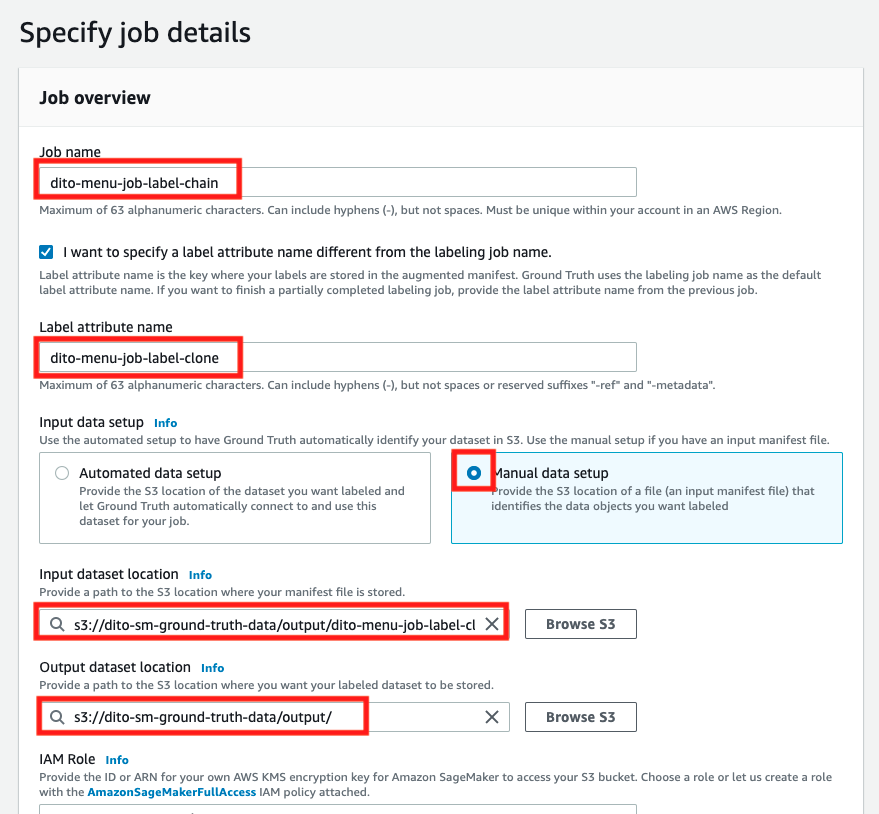 Specify job details
Job overview
Job name
dito-menu-job-label-chain
Maximum of 63 alphanumeric characters. Can include hyphens (-), but not spaces. Must be unique within your account in an AWS Region.
I want to specify a label attribute name different from the labeling job name.
Label attribute name is the key where your labels are stored in the augmented manifest. Ground Truth uses the labeling job name as the default
label attribute name. If you want to finish a partially completed labeling job, provide the label attribute name from the previous job.
Label attribute name
dito-menu-job-label-clone
Maximum of 63 alphanumeric characters. Can include hyphens (-), but not spaces or reserved suffixes "-ref" and "-metadata".
Input data setup Info
Use the automated setup to have Ground Truth automatically identify your dataset in S3. Use the manual setup if you have an input manifest file.
Automated data setup
Provide the S3 location of the dataset you want labeled and
let Ground Truth automatically connect to and use this
dataset for your job.
Manual data setup
Provide the S3 location of a file (an input manifest file) that
identifies the data objects you want labeled
Input dataset location Info
Provide a path to the S3 location where your manifest file is stored.
s3://dito-sm-ground-truth-data/output/dito-menu-job-label-cl
Browse S3
Output dataset location Info
Provide a path to the S3 location where you want your labeled dataset to be stored.
s3://dito-sm-ground-truth-data/output/
Browse S3
IAM Role Info
Provide the ID or ARN for your own AWS KMS encryption key for Amazon SageMaker to access your S3 bucket. Choose a role or let us create a role
with the AmazonSageMakerFullAccess IAM policy attached.